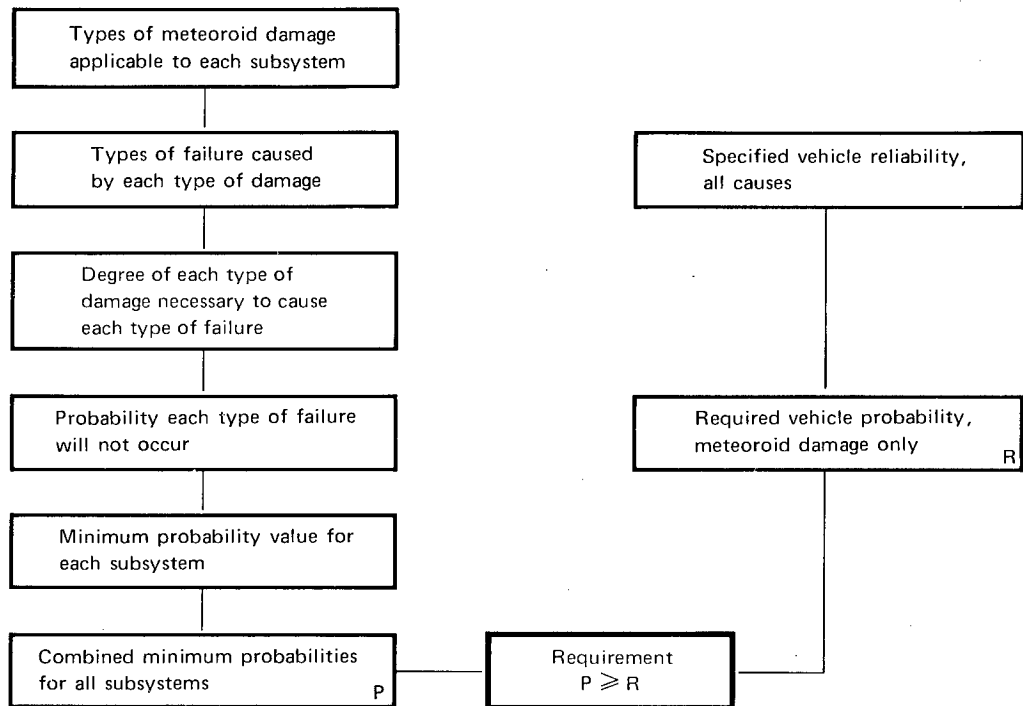 Types of meteoroid damage
applicable to each subsystem
Types of failure caused
by each type of damage
Degree of each type of
damage necessary to cause
each type of failure
Probability each type of failure
will not occur
Minimum probability value for
each subsystem
Combined minimum probabilities
for all subsystems
P
Requirement
P ⩾ R
Specified vehicle reliability,
all causes
Required vehicle probability,
meteoroid damage only
R